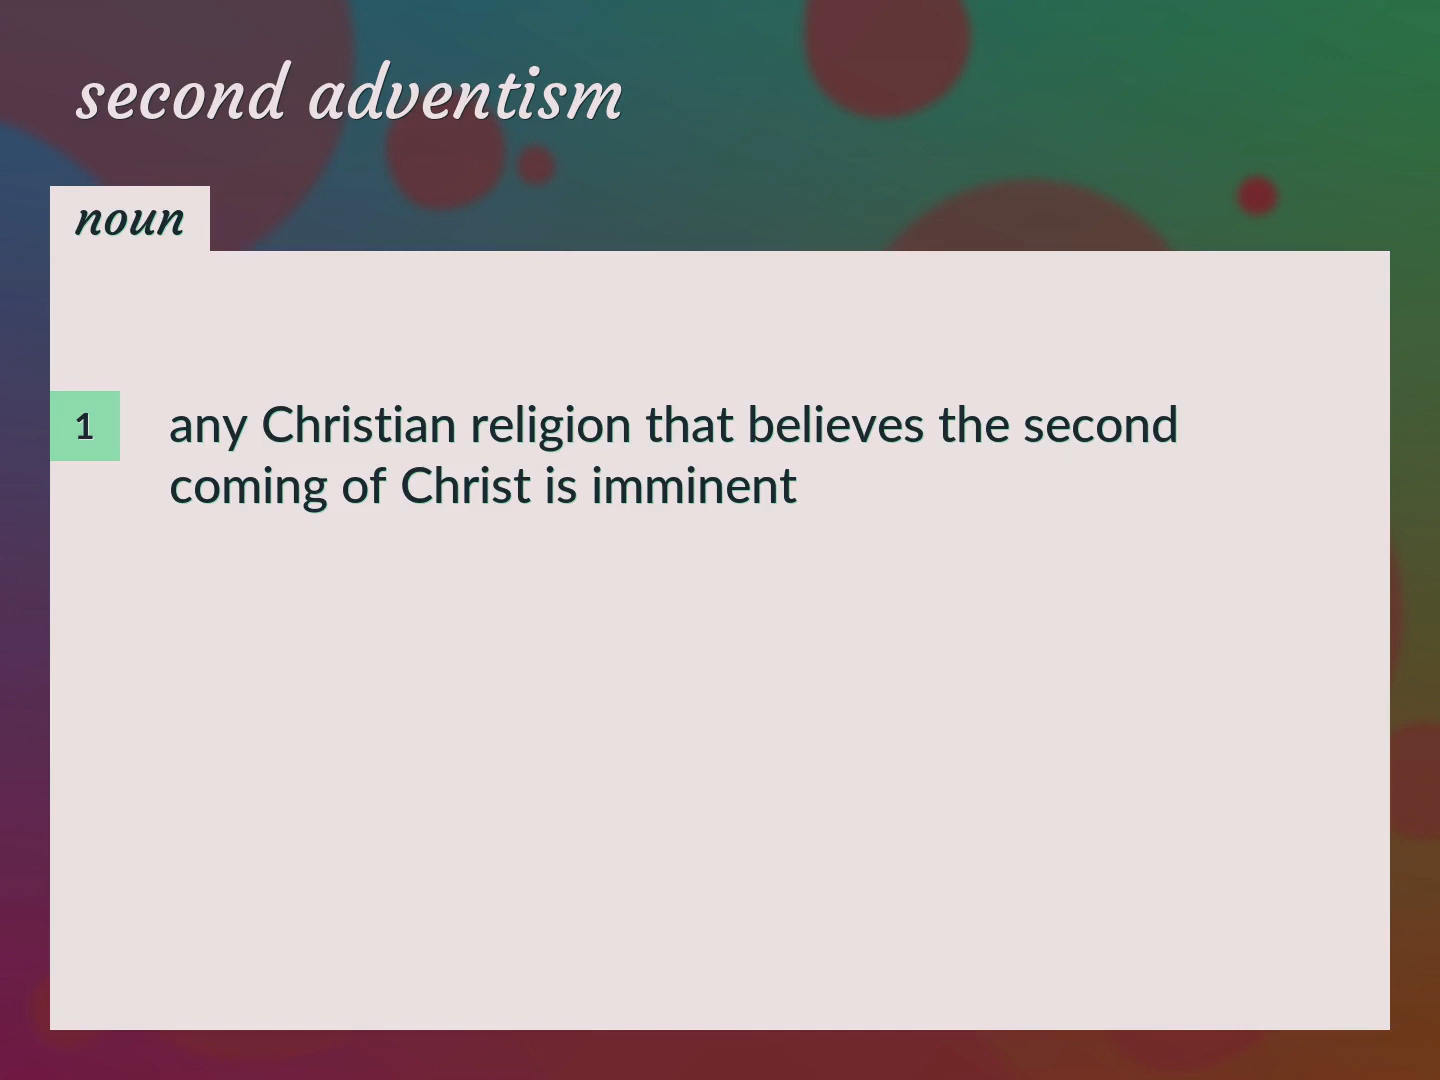 second adventism
noun
1
any Christian religion that believes the second
coming of Christ is imminent